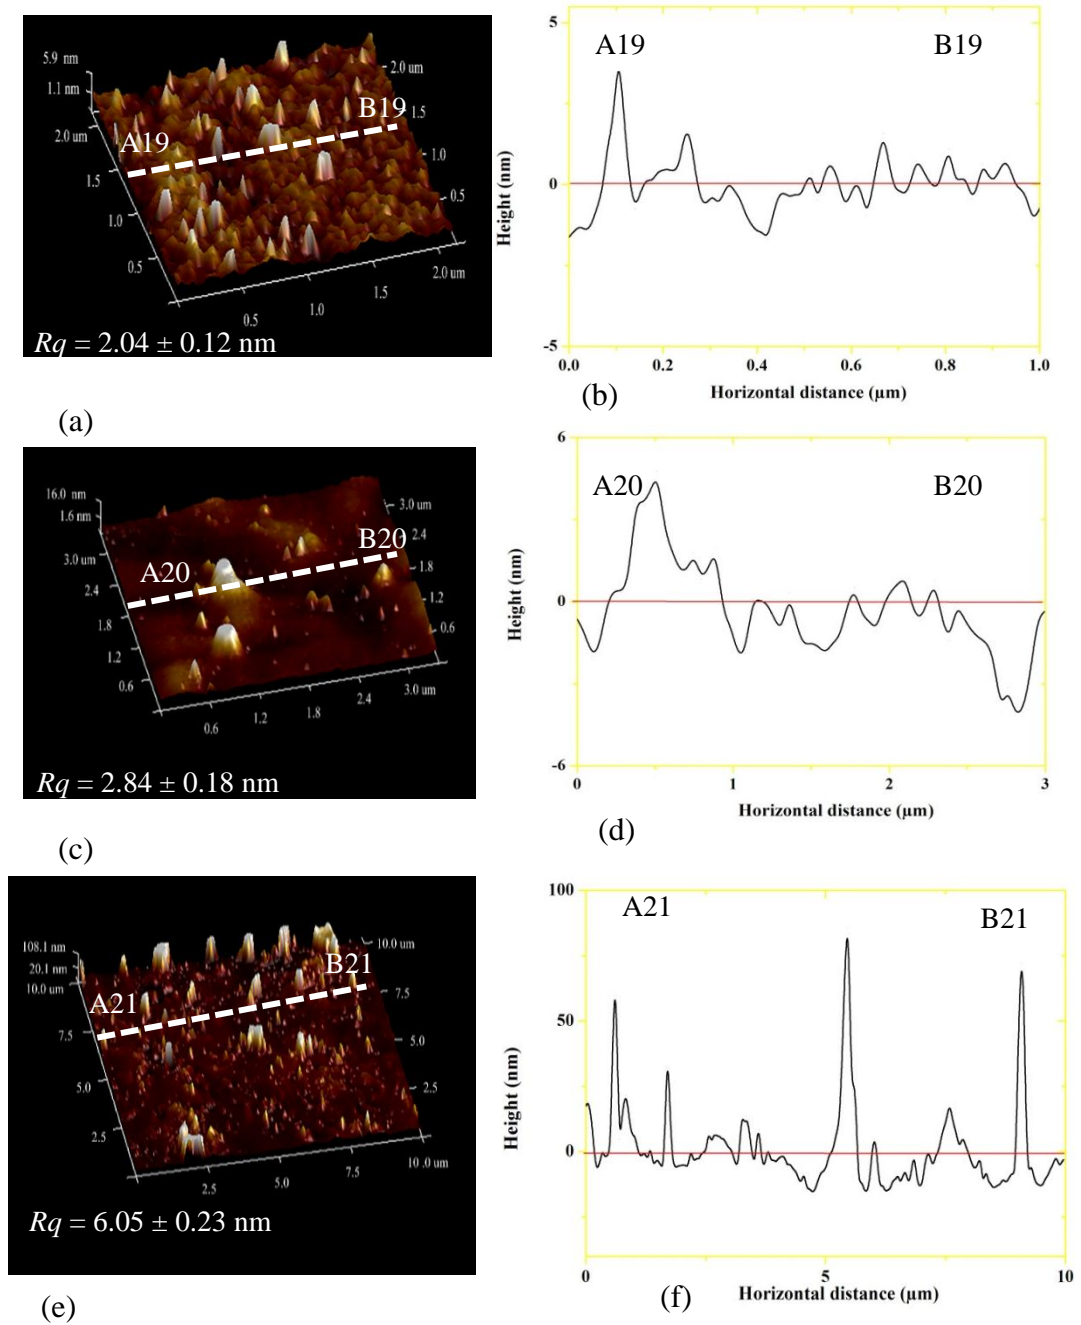 5.9 nm
1.1 nm
2.0 um
1.5
1.0
0.5
A19
B19
2.0 um
1.5
1.0
0.5
0.5
1.0
1.5
2.0 um
Rq = 2.04 ± 0.12 nm
(a)
A19
B19
Height (nm)
5
0
-5
0.0
0.2
0.4
0.6
0.8
1.0
Horizontal distance (µm)
(b)
16.0 nm
1.6 nm
3.0 um
2.4
1.8
1.2
0.6
A20
B20
3.0 um
2.4
1.8
1.2
0.6
0.6
1.2
1.8
2.4
3.0 um
Rq = 2.84 ± 0.18 nm
(c)
A20
B20
Height (nm)
6
0
-6
0
1
2
3
Horizontal distance (µm)
(d)
108.1 nm
20.1 nm
10.0 um
7.5
5.0
2.5
A21
B21
10.0 um
7.5
5.0
2.5
2.5
5.0
7.5
10 .0 um
Rq = 6.05 ± 0.23 nm
(e)
A21
B21
Height (nm)
100
50
0
0
5
10
Horizontal distance (µm)
(f)